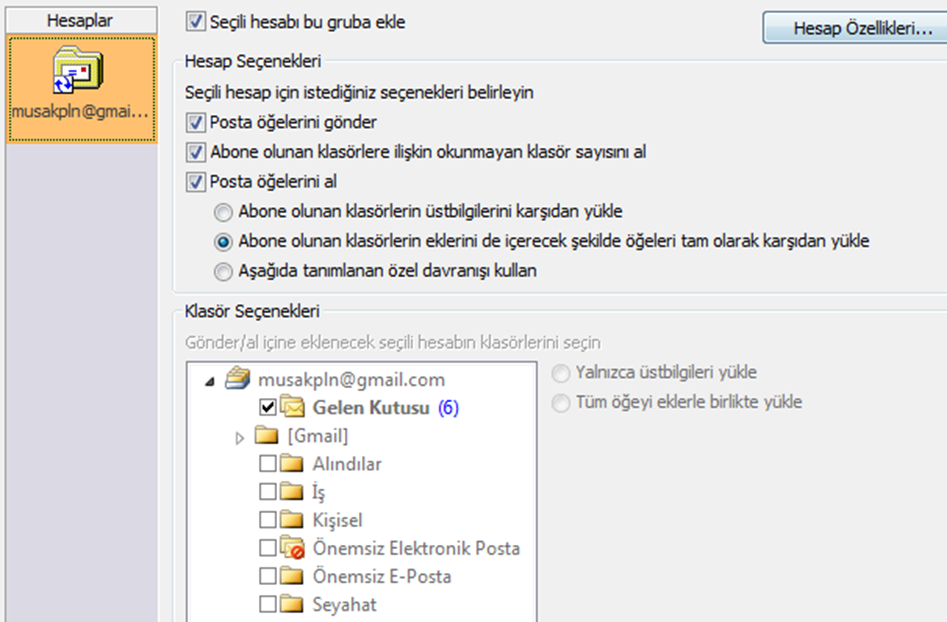 Hesaplar
musakpln@gmai...
Seçili hesabı bu gruba ekle
Hesap Özellikleri...
Hesap Seçenekleri
Seçili hesap için istediğiniz seçenekleri belirleyin
Posta öğelerini gönder
Abone olunan klasörlere ilişkin okunmayan klasör sayısını al
Posta öğelerini al
Abone olunan klasörlerin üstbilgilerini karşıdan yükle
Abone olunan klasörlerin eklerini de içerecek şekilde öğeleri tam olarak karşıdan yükle
Aşağıda tanımlanan özel davranışı kullan
Klasör Seçenekleri
Gönder/al içine eklenecek seçili hesabın klasörlerini seçin
musakpln@gmail.com
Gelen Kutusu (6)
[Gmail]
Alındılar
İş
Kişisel
Önemsiz Elektronik Posta
Önemsiz E-Posta
Seyahat
Yalnızca üstbilgileri yükle
Tüm öğeyi eklerle birlikte yükle